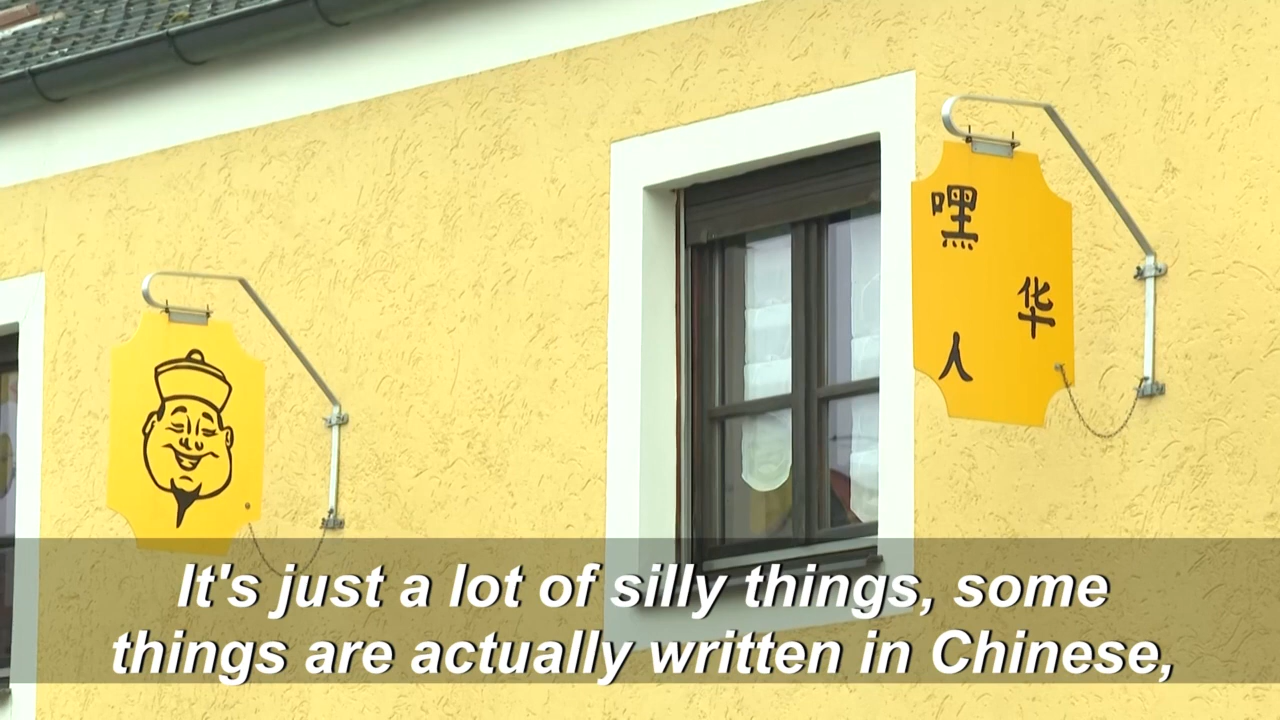 嘿
华
人
It's just a lot of silly things, some
things are actually written in Chinese,